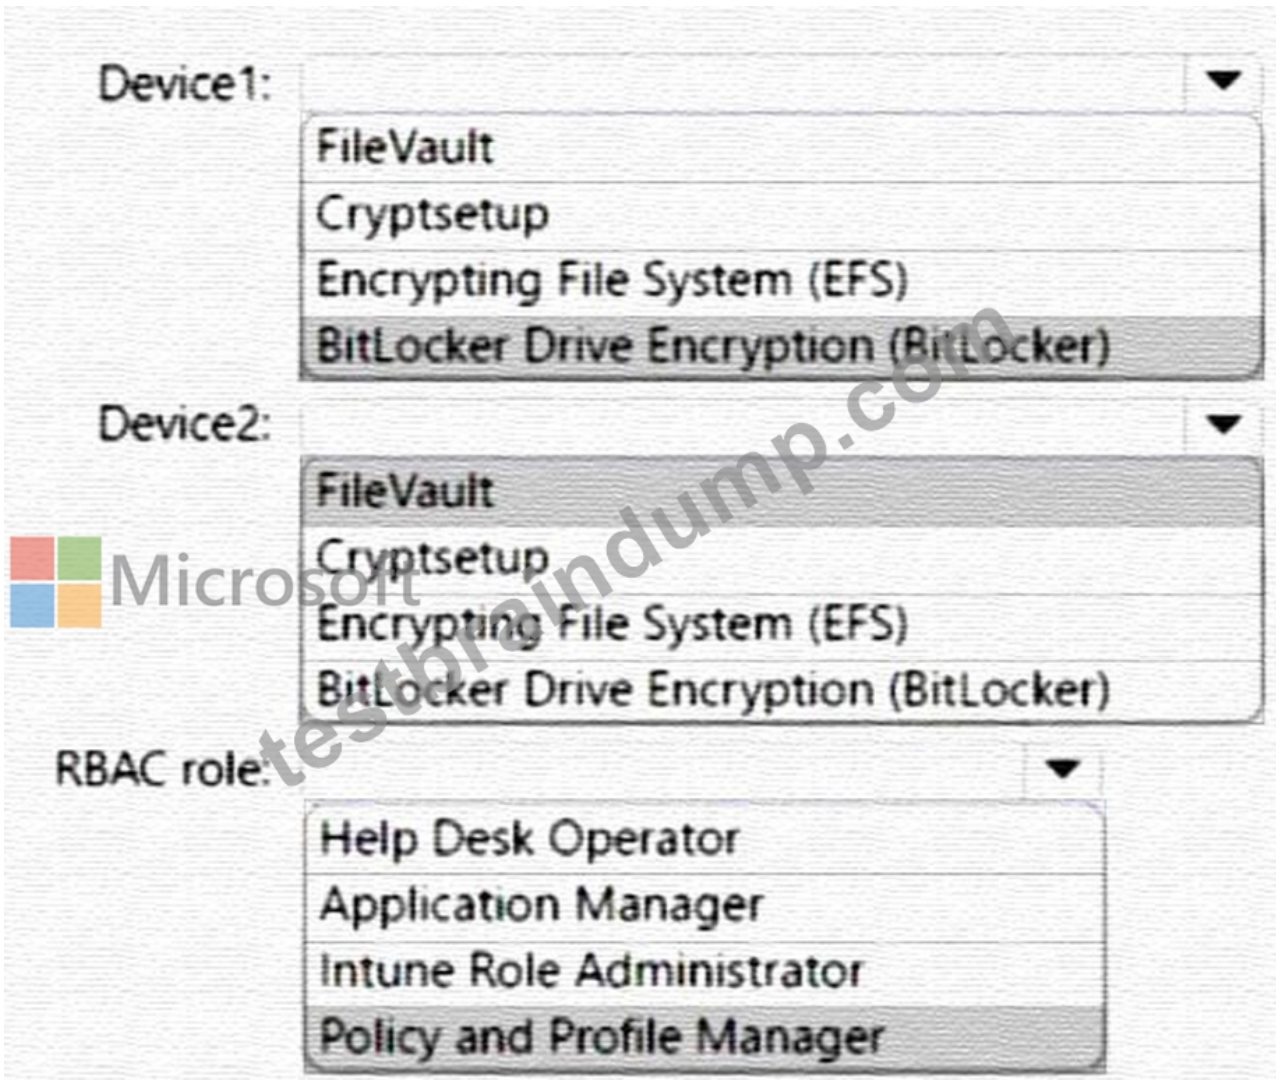 Device1:
FileVault
Cryptsetup
Encrypting File System (EFS)
BitLocker Drive Encryption (BitLocker)
Device2:
FileVault
Cryptsetup
Microsoft
Encrypting File System (EFS)
BitLocker Drive Encryption (BitLocker)
testbraindump.com
RBAC role:
Help Desk Operator
Application Manager
Intune Role Administrator
Policy and Profile Manager